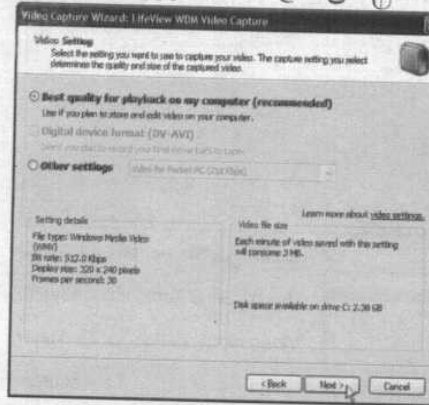 Video Capture Wizard: LifeView WDM Video Capture
Video Setting
Select the setting you want to use to capture your video. The capture setting you select
determines the quality and size of the captured video.
Best quality for playback on my computer (recommended)
Use if you plan to store and edit video on your computer.
Digital device format (DV-AVI)
Other settings
Video for Pocket PC
Learn more about video settings.
Setting details
File type: Windows Media Video
(WMV)
Bit rate: 512.0 Kbps
Display size: 320 x 240 pixels
Frames per second: 30
Video file size
Each minute of video saved with this setting
will consume 3 MB.
Disk space available on drive C: 2.38 GB
< Back
Next >
Cancel